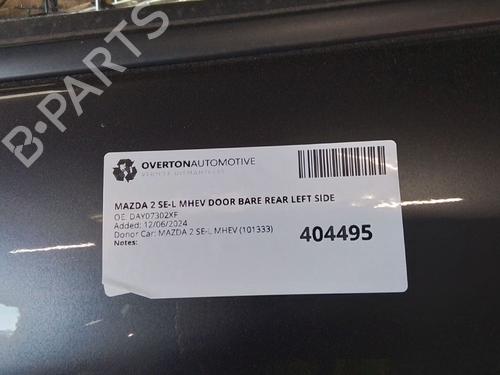 B-PARTS
OVERTONAUTOMOTIVE
VEHICLE DISMANTLERS
MAZDA 2 SE-L MHEV DOOR BARE REAR LEFT SIDE
OE: DAY07302XF
Added: 12/06/2024
Donor Car: MAZDA 2 SE-L MHEV (101333)
Notes:
404495